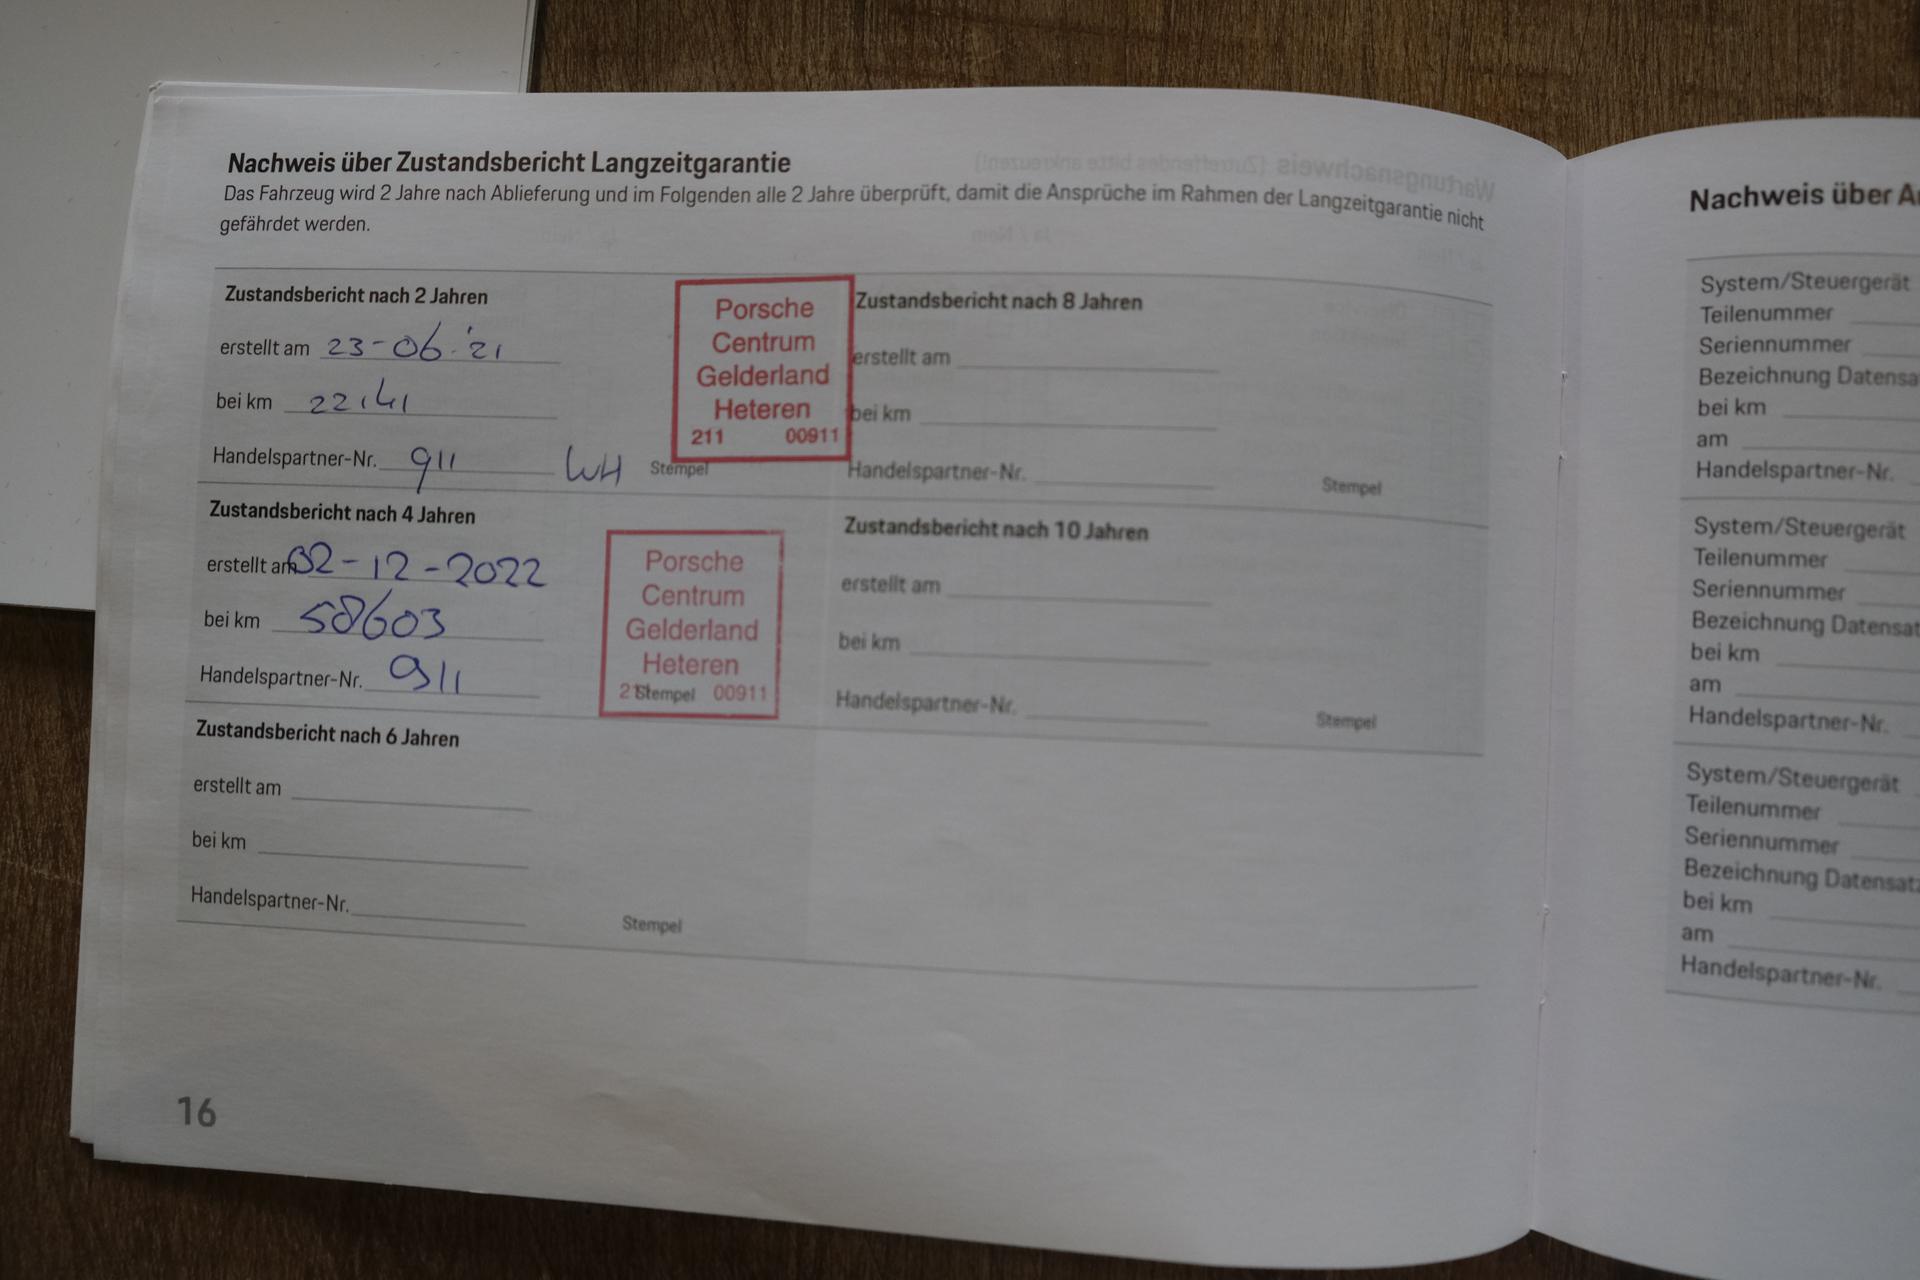 Nachweis über Zustandsbericht Langzeitgarantie
Das Fahrzeug wird 2 Jahre nach Ablieferung und im Folgenden alle 2 Jahre überprüft, damit die Ansprüche im Rahmen der Langzeitgarantie nicht
gefährdet werden.
Zustandsbericht nach 2 Jahren
erstellt am 23-06-'21
bei km 22141
Handelspartner-Nr. 911 WH
Stempel
Porsche
Centrum
Gelderland
Heteren
211 00911
Zustandsbericht nach 4 Jahren
erstellt am 02-12-2022
bei km 58603
Handelspartner-Nr. 911
Porsche
Centrum
Gelderland
Heteren
Stempel 00911
Zustandsbericht nach 6 Jahren
erstellt am
bei km
Handelspartner-Nr.
Stempel
Zustandsbericht nach 8 Jahren
erstellt am
bei km
Handelspartner-Nr.
Stempel
Zustandsbericht nach 10 Jahren
erstellt am
bei km
Handelspartner-Nr.
Stempel
16
Nachweis über
System/Steuergerät
Teilenummer
Seriennummer
Bezeichnung
bei km
am
Handelspartner-Nr.
System/Steuergerät
Teilenummer
Seriennummer
Bezeichnung
bei km
am
Handelspartner-Nr.
System/Steuergerät
Teilenummer
Seriennummer
Bezeichnung
bei km
am
Handelspartner-Nr.